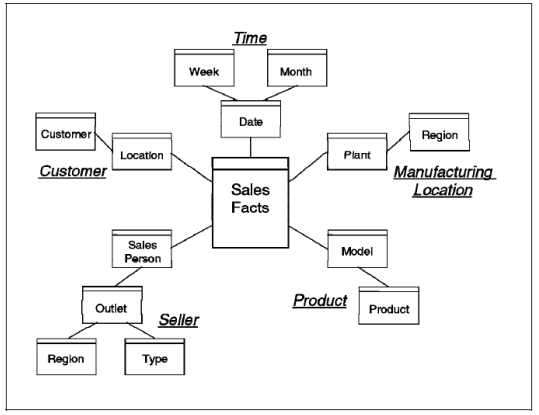 Time
Week
Month
Date
Customer
Location
Customer
Plant
Region
Manufacturing
Location
Sales
Facts
Sales
Person
Outlet
Seller
Region
Type
Model
Product
Product